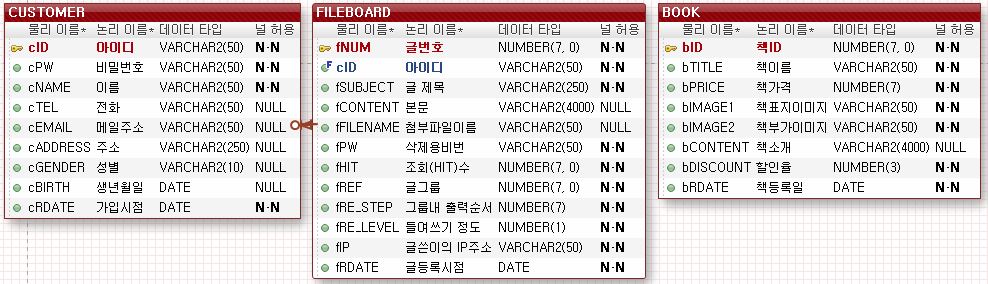 CUSTOMER
물리 이름* 논리 이름* 데이터 타입 널 허용
cID 아이디 VARCHAR2(50) N-N
cPW 비밀번호 VARCHAR2(50) N-N
cNAME 이름 VARCHAR2(50) N-N
cTEL 전화 VARCHAR2(50) NULL
cEMAIL 메일주소 VARCHAR2(50) NULL
cADDRESS 주소 VARCHAR2(250) NULL
cGENDER 성별 VARCHAR2(10) NULL
cBIRTH 생년월일 DATE NULL
cRDATE 가입시점 DATE N-N
FILEBOARD
물리 이름* 논리 이름* 데이터 타입 널 허용
fNUM 글번호 NUMBER(7, 0) N-N
F cID 아이디 VARCHAR2(50) N-N
fSUBJECT 글 제목 VARCHAR2(250) N-N
fCONTENT 본문 VARCHAR2(4000) NULL
fFILENAME 첨부파일이름 VARCHAR2(50) NULL
fPW 삭제용비번 VARCHAR2(50) N-N
fHIT 조회(HIT)수 NUMBER(7, 0) N-N
fREF 글그룹 NUMBER(7, 0) N-N
fRE_STEP 그룹내 출력순서 NUMBER(7) N-N
fRE_LEVEL 들여쓰기 정도 NUMBER(1) N-N
fIP 글쓴이의 IP주소 VARCHAR2(50) N-N
fRDATE 글등록시점 DATE N-N
BOOK
물리 이름* 논리 이름* 데이터 타입 널 허용
bID 책ID NUMBER(7, 0) N-N
bTITLE 책이름 VARCHAR2(50) N-N
bPRICE 책가격 NUMBER(7) N-N
bIMAGE1 책표지이미지 VARCHAR2(50) N-N
bIMAGE2 책부가이미지 VARCHAR2(50) N-N
bCONTENT 책소개 VARCHAR2(4000) NULL
bDISCOUNT 할인율 NUMBER(3) N-N
bRDATE 책등록일 DATE N-N